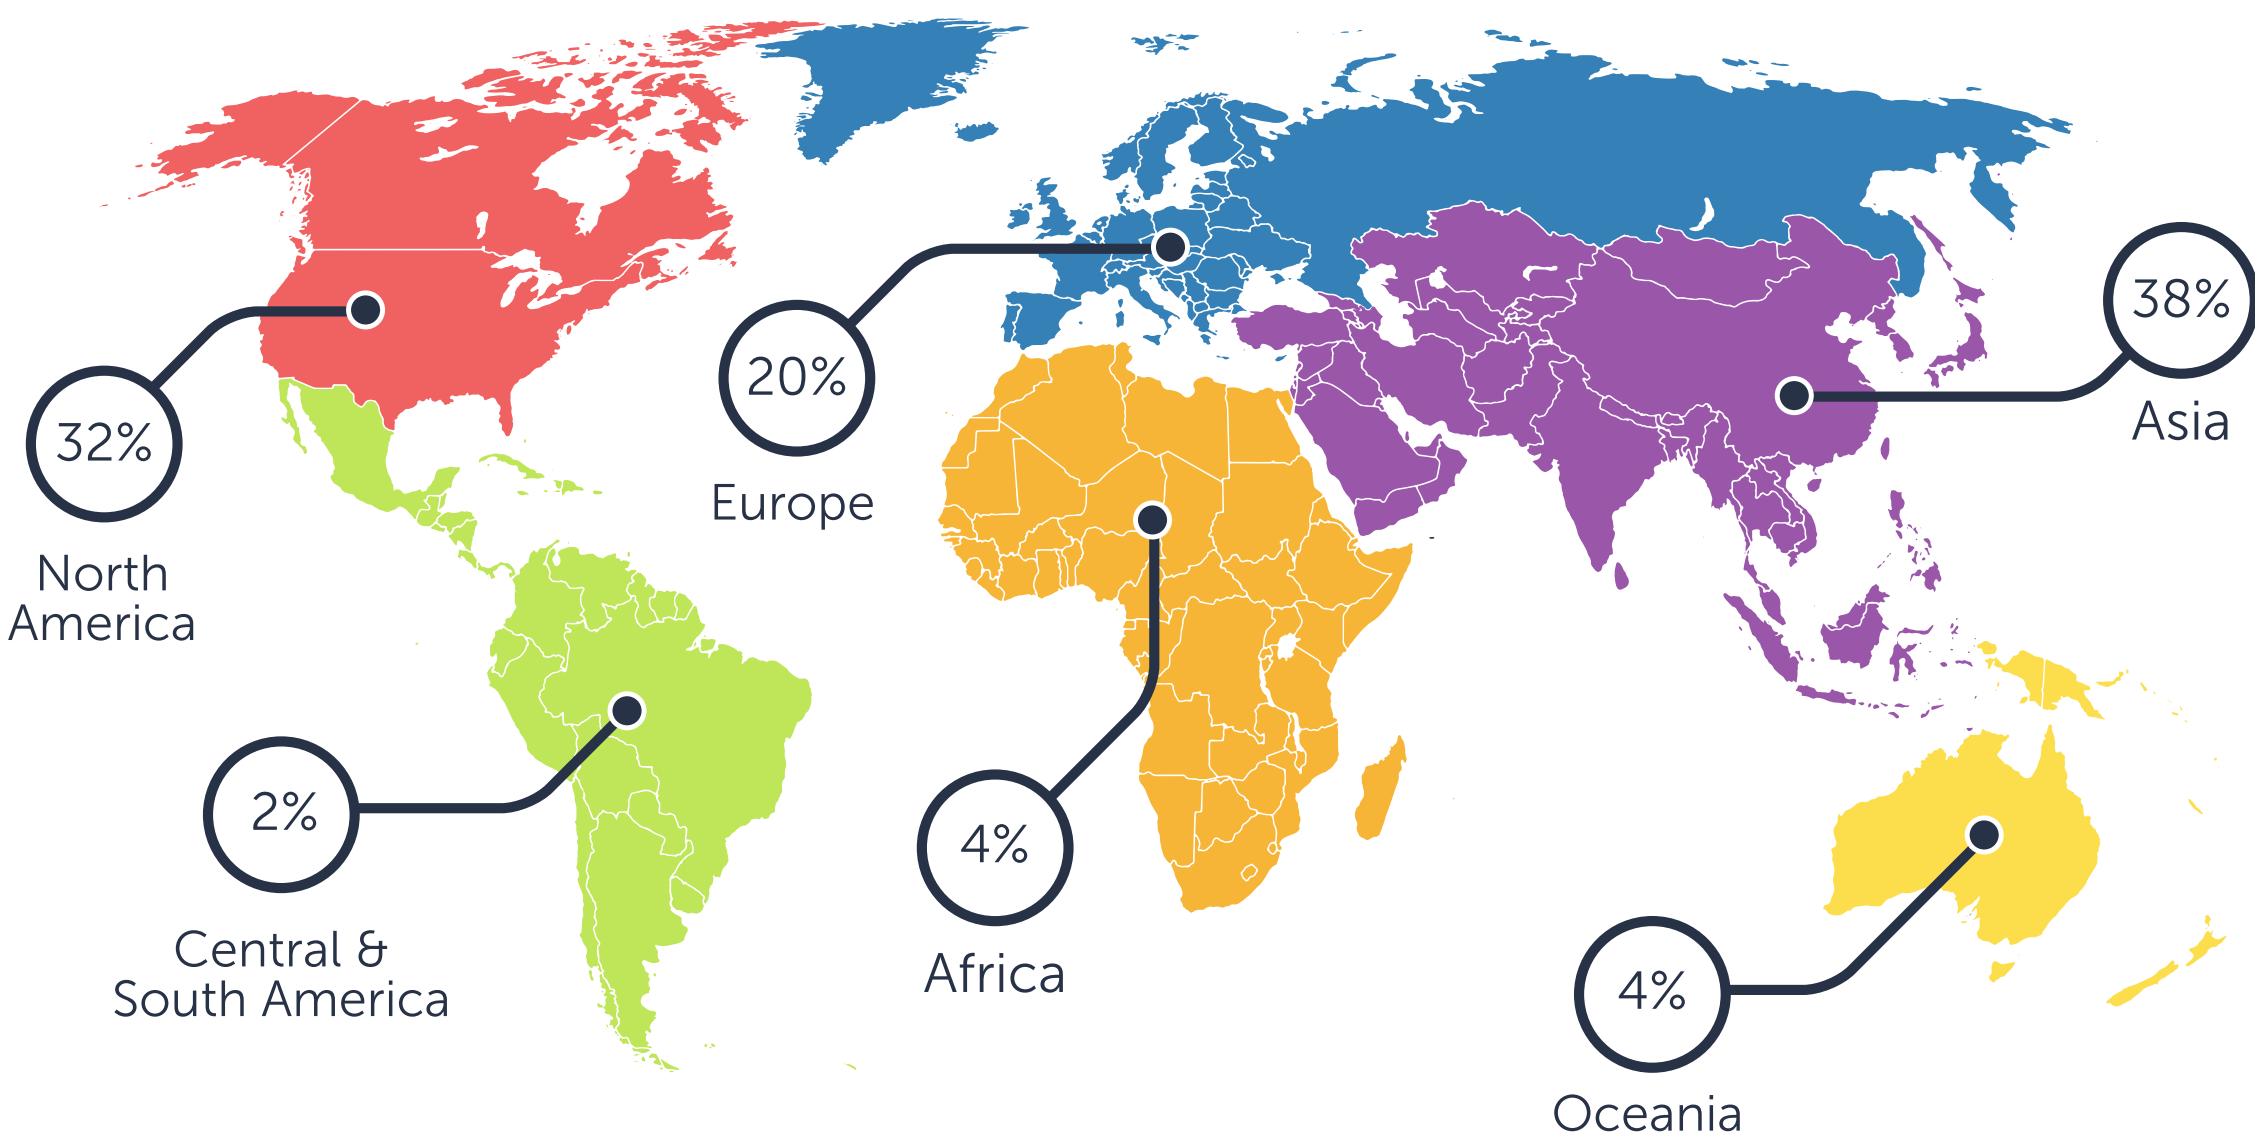 32%
North
America
20%
Europe
38%
Asia
2%
Central &
South America
4%
Africa
4%
Oceania